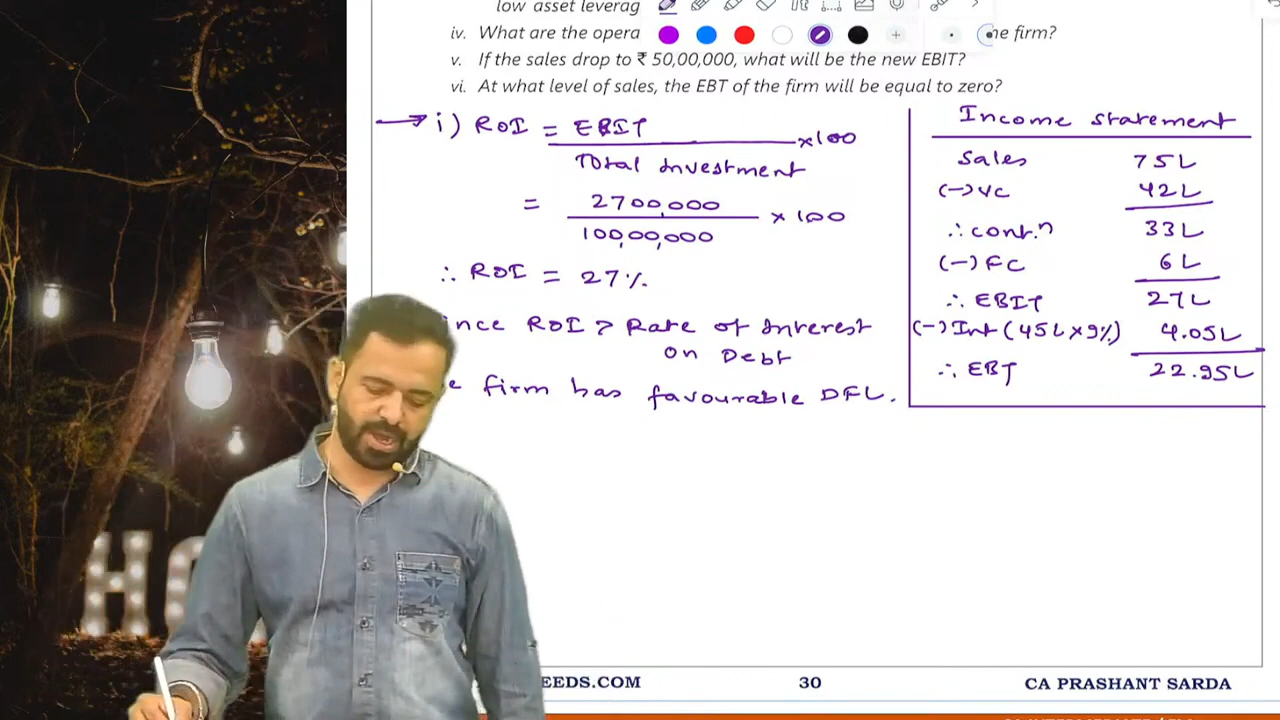 low asset leverag
iv. What are the opera ne firm?
v. If the sales drop to ₹ 50,00,000, what will be the new EBIT?
vi. At what level of sales, the EBT of the firm will be equal to zero?
i) ROI = EBIT ×100
Total Investment
= 2700,000 × 100
100,00,000
∴ ROI = 27%
ince ROI > Rate of Interest
on Debt
e firm has favourable DFL.
Income statement
Sales 75L
(-) VC 42L
∴ cont.n 33L
(-) FC 6L
∴ EBIT 27L
(-) Int (45L×9%) 4.05L
∴ EBT 22.95L
H
EEDS.COM 30 CA PRASHANT SARDA